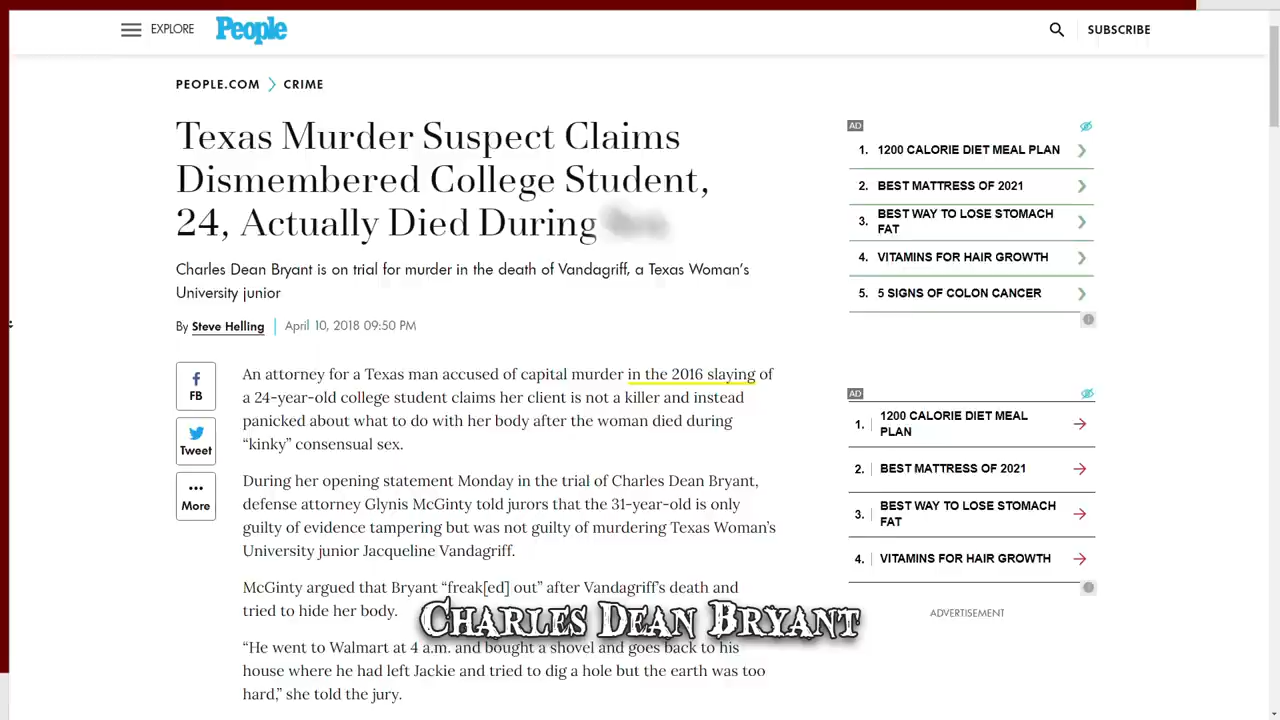 EXPLORE People SUBSCRIBE
PEOPLE.COM CRIME
Texas Murder Suspect Claims
Dismembered College Student,
24, Actually Died During
Charles Dean Bryant is on trial for murder in the death of Vandagriff, a Texas Woman's
University junior
By Steve Helling April 10, 2018 09:50 PM
FB
Tweet
More
An attorney for a Texas man accused of capital murder in the 2016 slaying of
a 24-year-old college student claims her client is not a killer and instead
panicked about what to do with her body after the woman died during
“kinky” consensual sex.
During her opening statement Monday in the trial of Charles Dean Bryant,
defense attorney Glynis McGinty told jurors that the 31-year-old is only
guilty of evidence tampering but was not guilty of murdering Texas Woman's
University junior Jacqueline Vandagriff.
McGinty argued that Bryant “freak[ed] out” after Vandagriff's death and
tried to hide her body.
“He went to Walmart at 4 a.m. and bought a shovel and goes back to his
house where he had left Jackie and tried to dig a hole but the earth was too
hard,” she told the jury.
Charles Dean Bryant
AD
1. 1200 CALORIE DIET MEAL PLAN
2. BEST MATTRESS OF 2021
3. BEST WAY TO LOSE STOMACH
FAT
4. VITAMINS FOR HAIR GROWTH
5. 5 SIGNS OF COLON CANCER
AD
1. 1200 CALORIE DIET MEAL
PLAN
2. BEST MATTRESS OF 2021
3. BEST WAY TO LOSE STOMACH
FAT
4. VITAMINS FOR HAIR GROWTH
ADVERTISEMENT